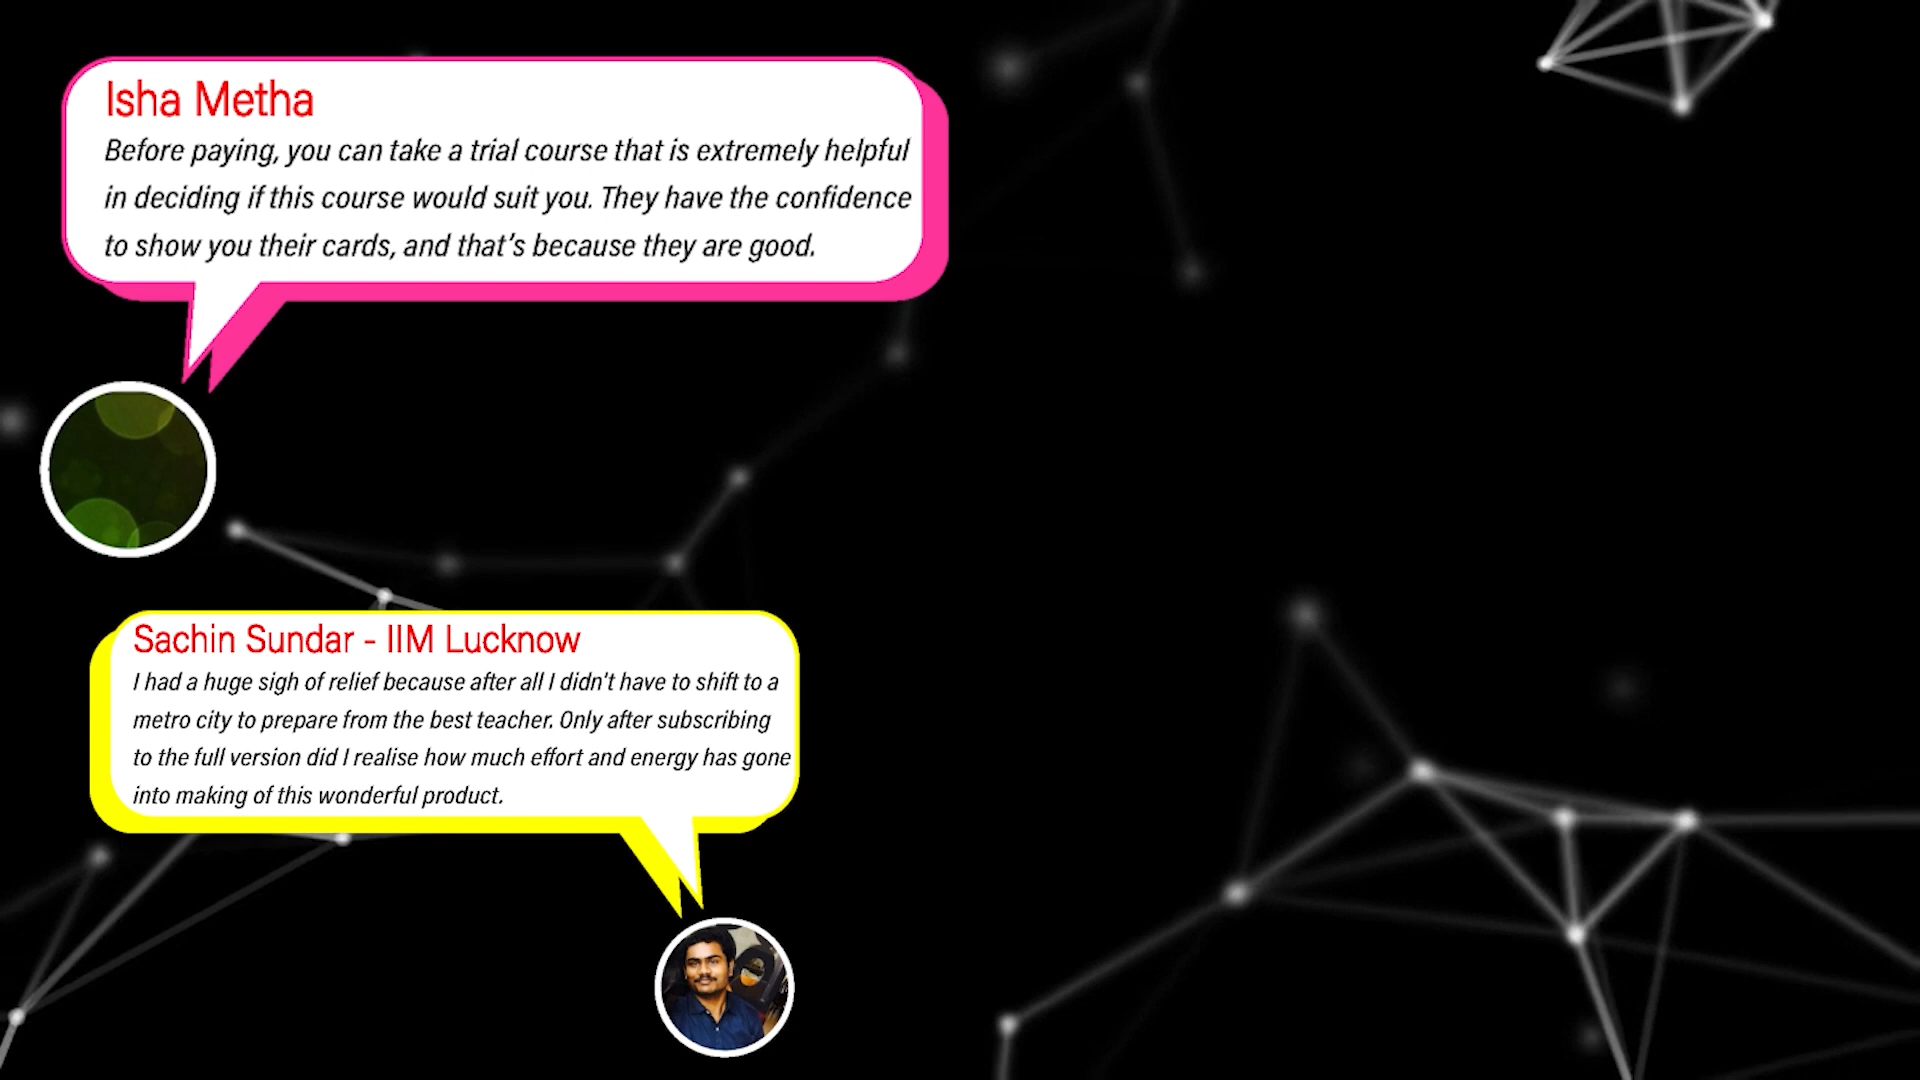 Isha Metha
Before paying, you can take a trial course that is extremely helpful
in deciding if this course would suit you. They have the confidence
to show you their cards, and that's because they are good.
Sachin Sundar - IIM Lucknow
I had a huge sigh of relief because after all I didn't have to shift to a
metro city to prepare from the best teacher. Only after subscribing
to the full version did I realise how much effort and energy has gone
into making of this wonderful product.